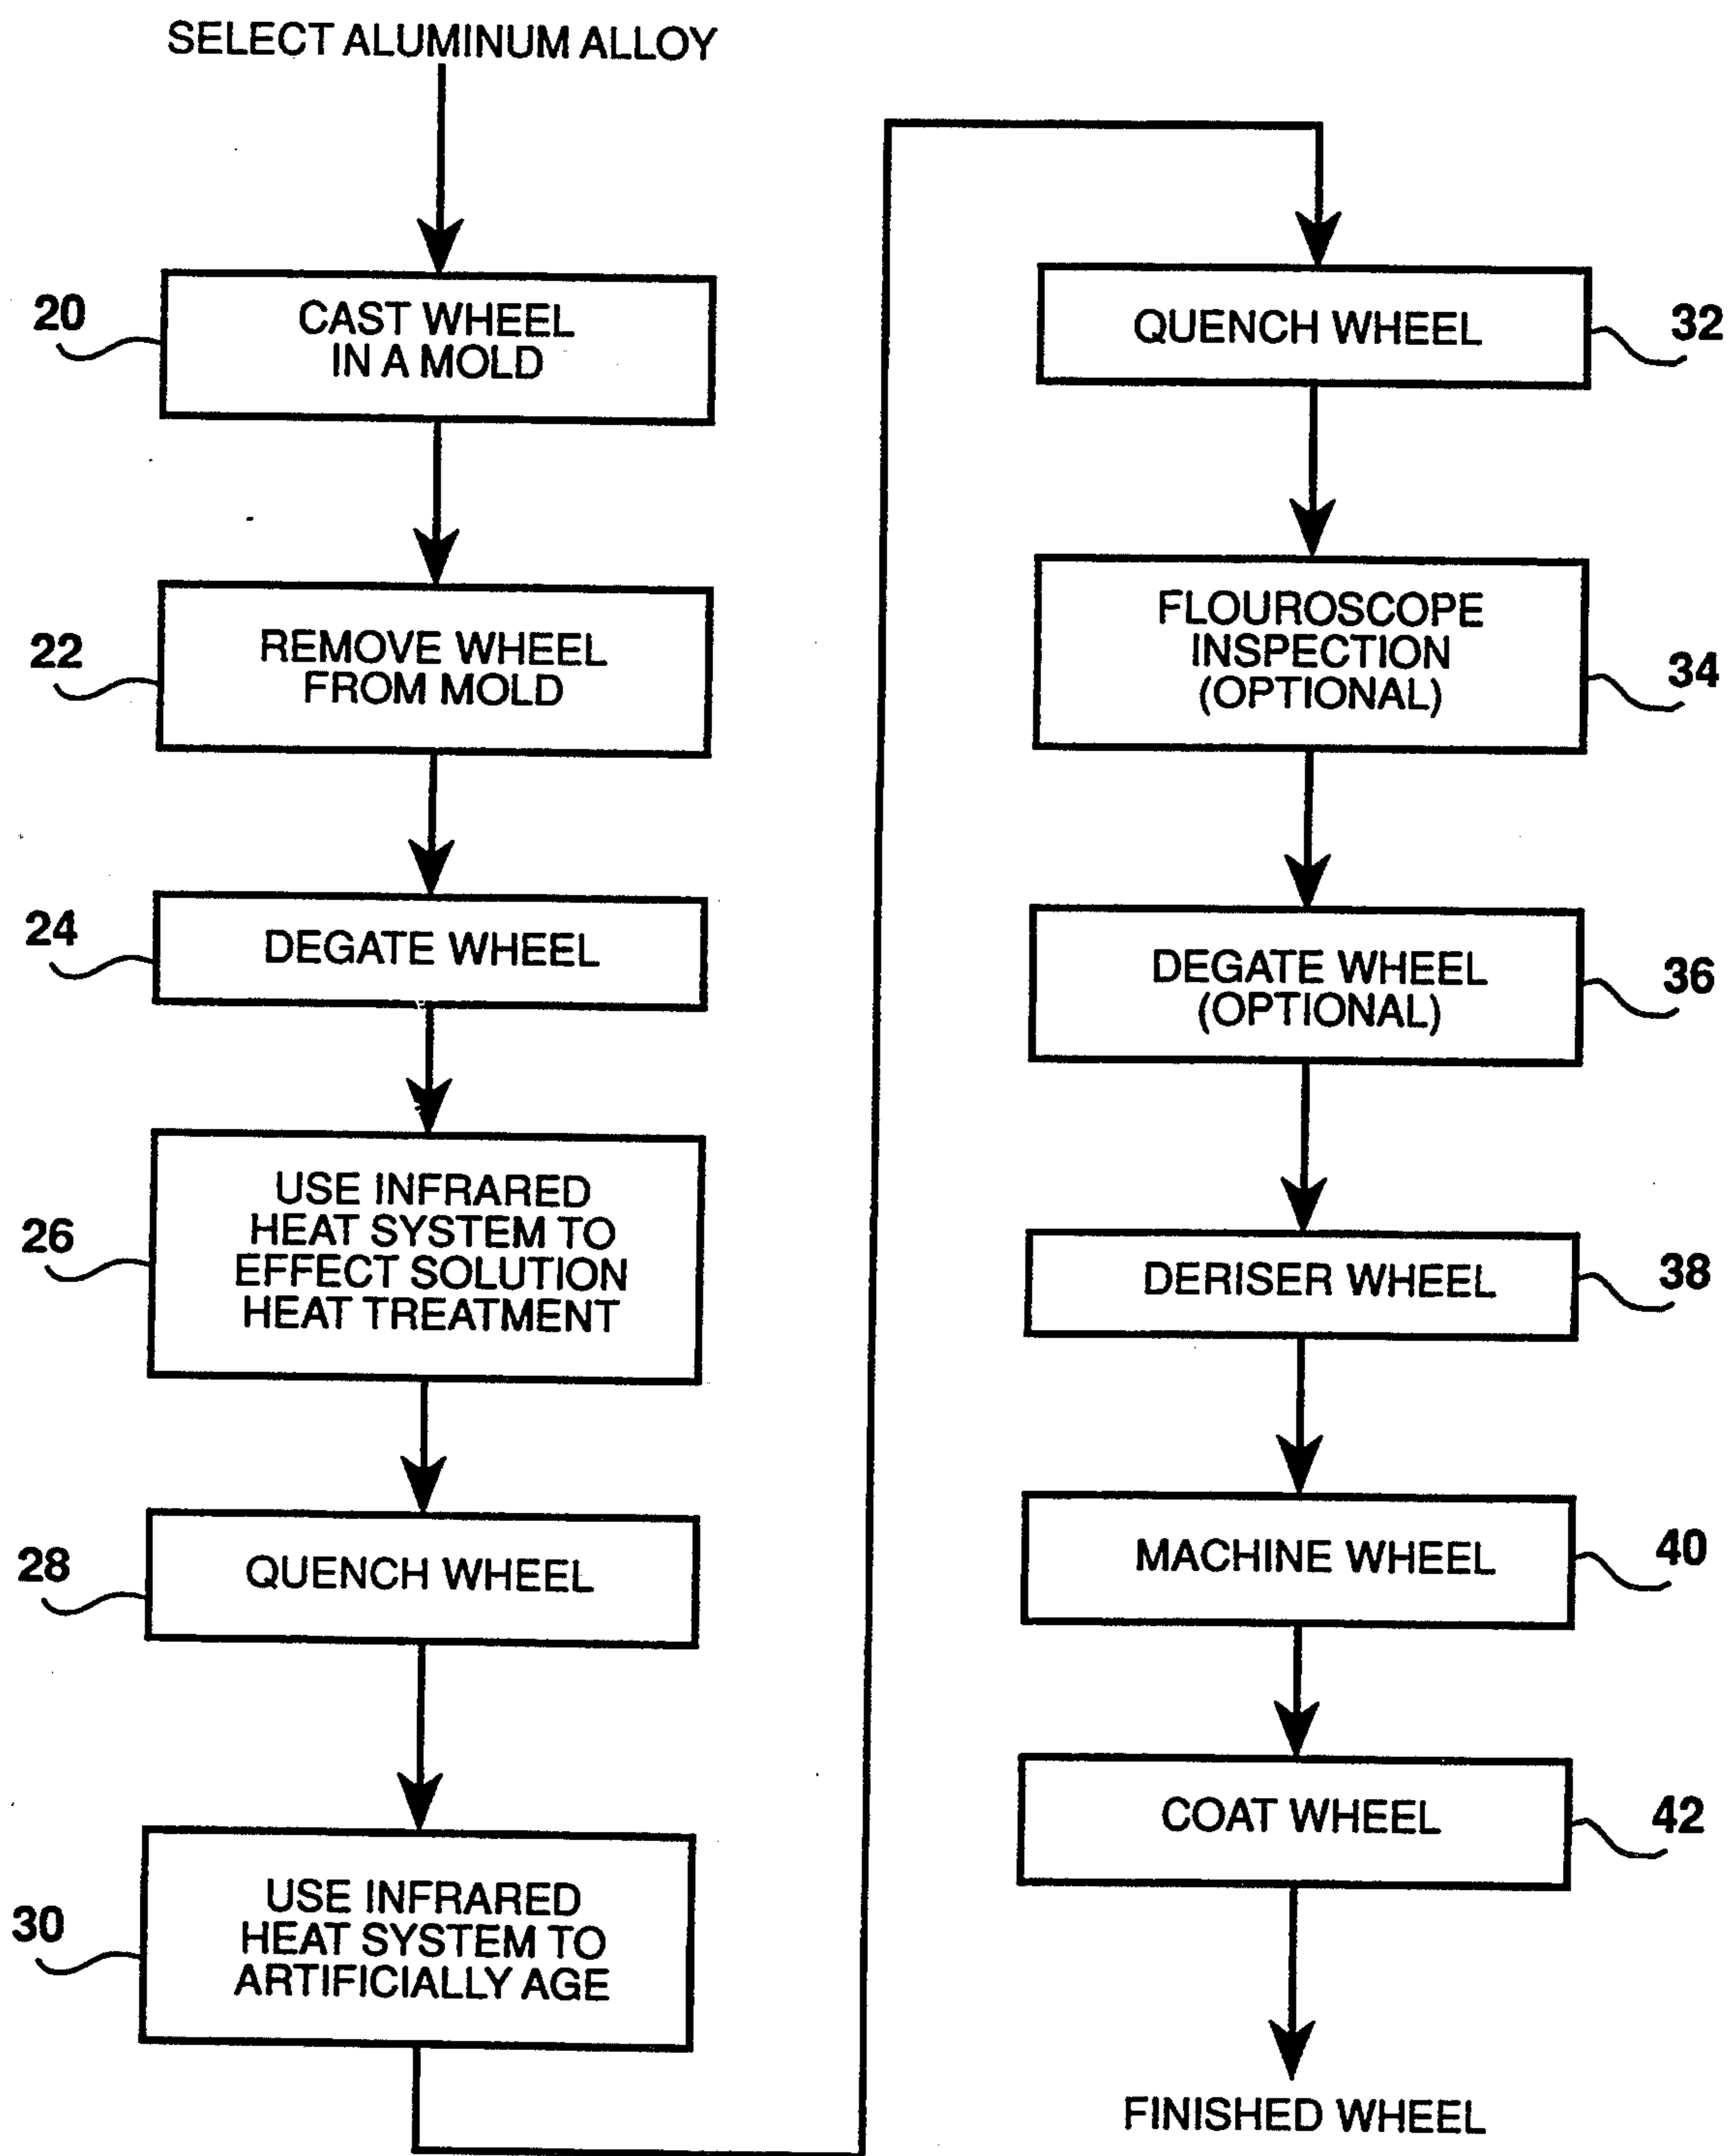 SELECT ALUMINUM ALLOY
20
CAST WHEEL
IN A MOLD
22
REMOVE WHEEL
FROM MOLD
24
DEGATE WHEEL
26
USE INFRARED
HEAT SYSTEM TO
EFFECT SOLUTION
HEAT TREATMENT
28
QUENCH WHEEL
30
USE INFRARED
HEAT SYSTEM TO
ARTIFICIALLY AGE
QUENCH WHEEL
32
FLOUROSCOPE
INSPECTION
(OPTIONAL)
34
DEGATE WHEEL
(OPTIONAL)
36
DERISER WHEEL
38
MACHINE WHEEL
40
COAT WHEEL
42
FINISHED WHEEL